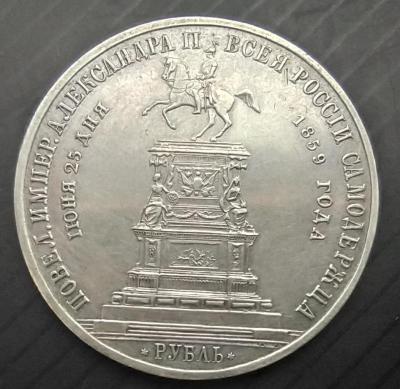 ПОВЕЛ. ИМПЕР. АЛЕКСАНДРА II ВСЕЯ РОССІИ САМОДЕРЖЦА
ІЮНЯ 25 ДНЯ
1859 ГОДА
* РУБЛЬ *